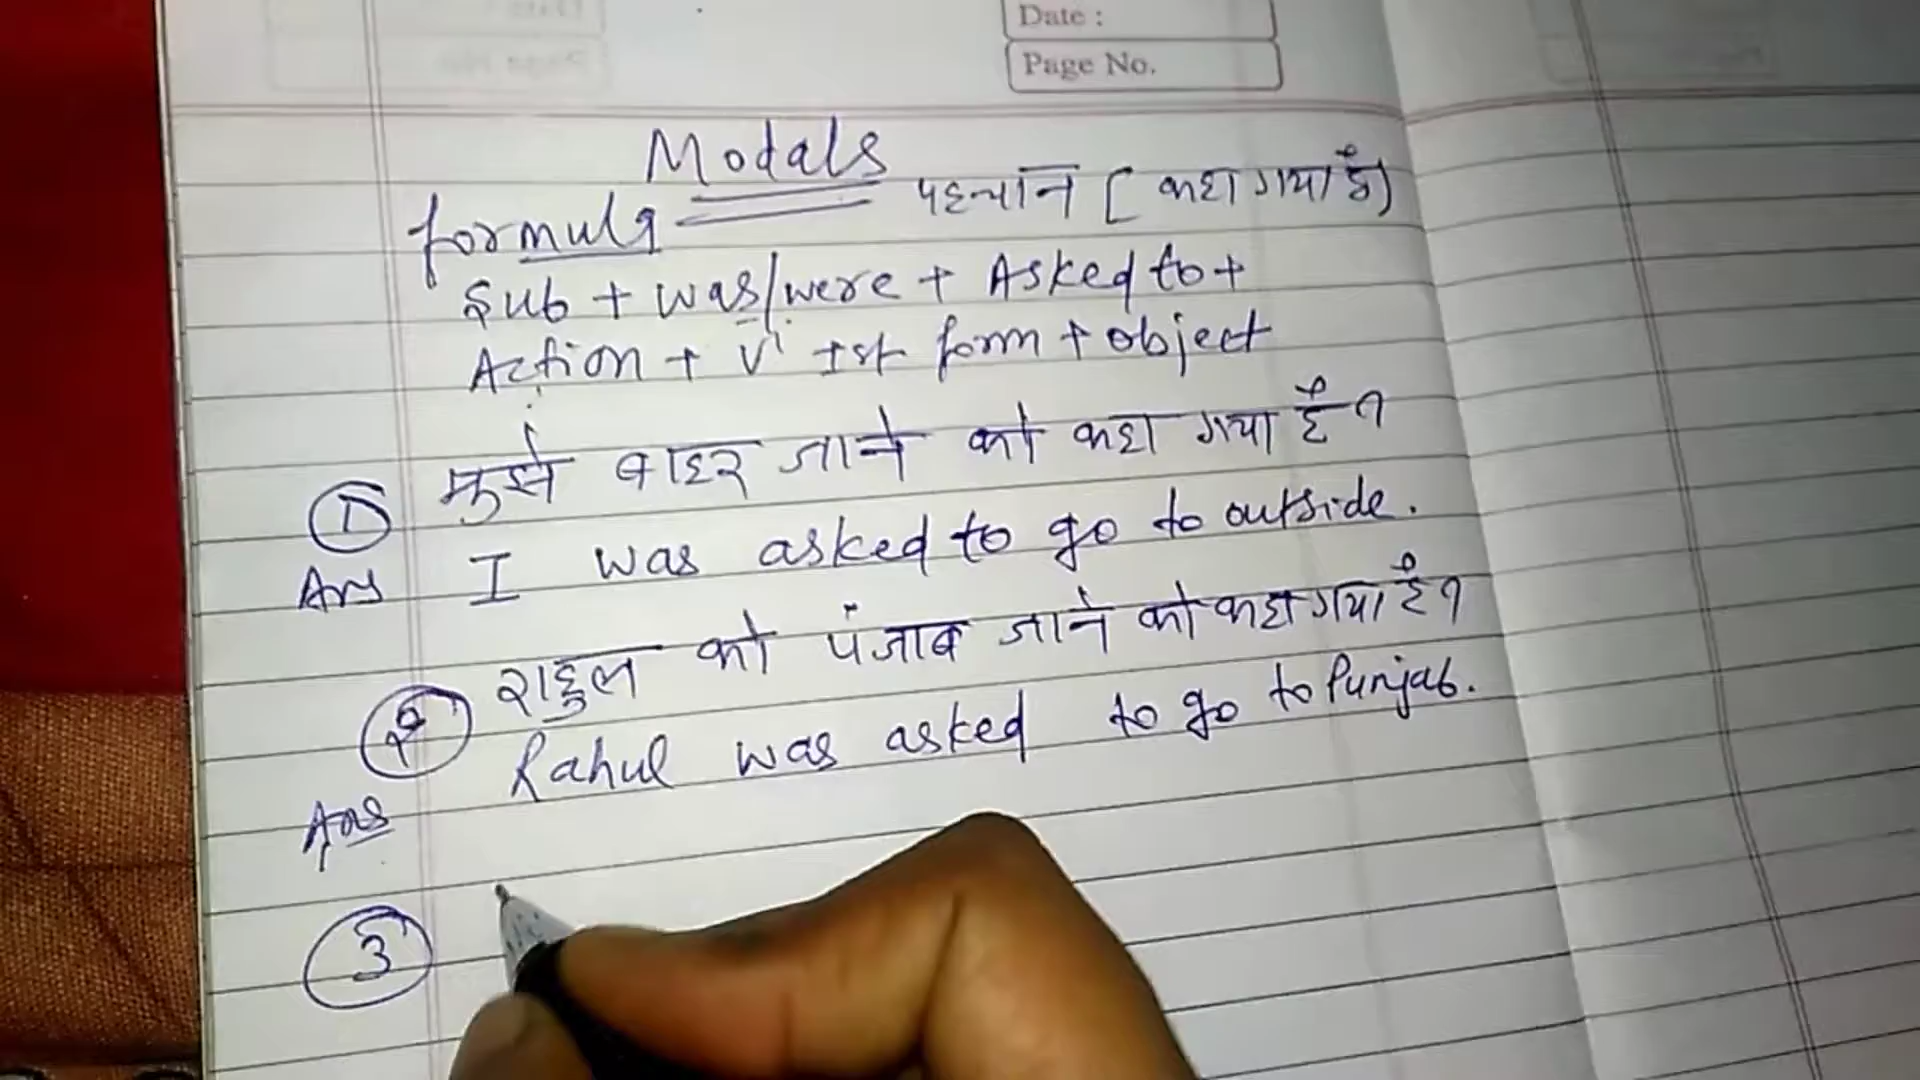 Date :
Page No.
Modals
formula पहचान [ कहा गया है)
Sub + was/were + Asked to +
Action + V¹ Ist form + object
① मुझे बाहर जाने को कहा गया है।
Ans I was asked to go to outside.
② राहुल को पंजाब जाने को कहा गया है।
Ans Rahul was asked to go to Punjab.
③